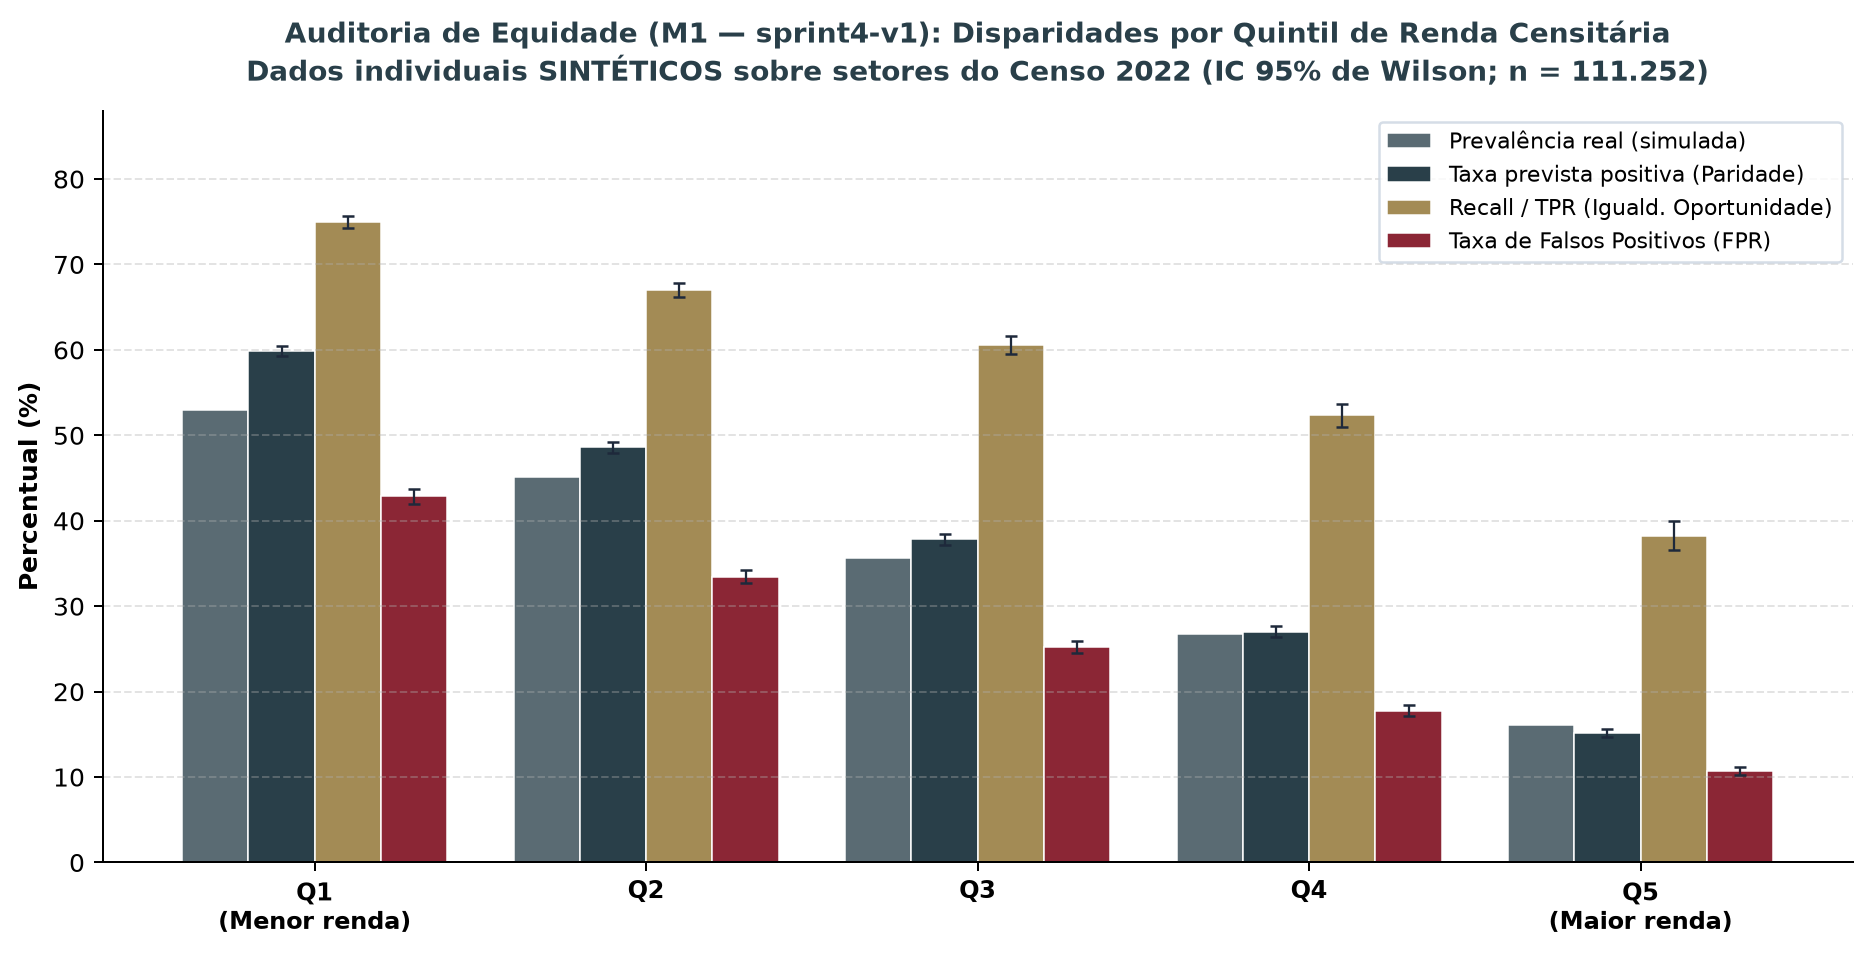 Auditoria de Equidade (M1 — sprint4-v1): Disparidades por Quintil de Renda Censitária
Dados individuais SINTÉTICOS sobre setores do Censo 2022 (IC 95% de Wilson; n = 111.252)
Prevalência real (simulada)
Taxa prevista positiva (Paridade)
Recall / TPR (Iguald. Oportunidade)
Taxa de Falsos Positivos (FPR)
Percentual (%)
80
70
60
50
40
30
20
10
0
Q1
(Menor renda)
Q2
Q3
Q4
Q5
(Maior renda)